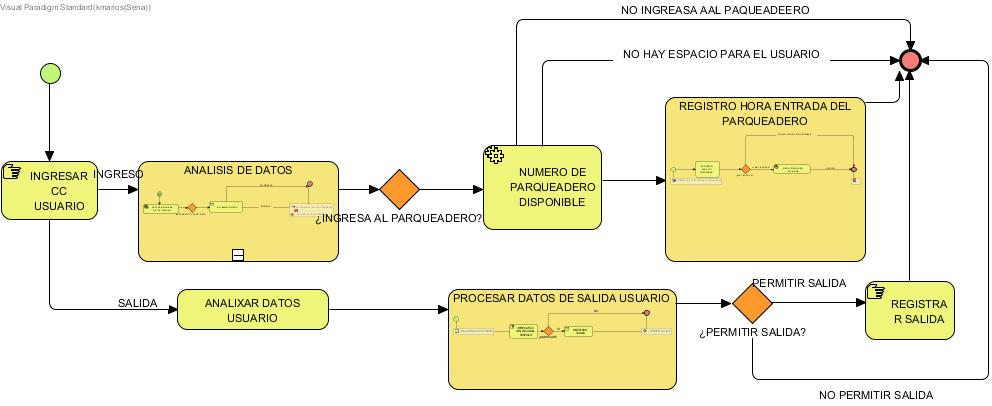 Visual Paradigm Standard(kmarios(Sena))
NO INGREASA AAL PAQUEADEERO
NO HAY ESPACIO PARA EL USUARIO
REGISTRO HORA ENTRADA DEL
PARQUEADERO
INGRESAR
CC
USUARIO
INGRESO
ANALISIS DE DATOS
¿INGRESA AL PARQUEADERO?
NUMERO DE
PARQUEADERO
DISPONIBLE
SALIDA
ANALIXAR DATOS
USUARIO
PROCESAR DATOS DE SALIDA USUARIO
PERMITIR SALIDA
¿PERMITIR SALIDA?
REGISTRA
R SALIDA
NO PERMITIR SALIDA